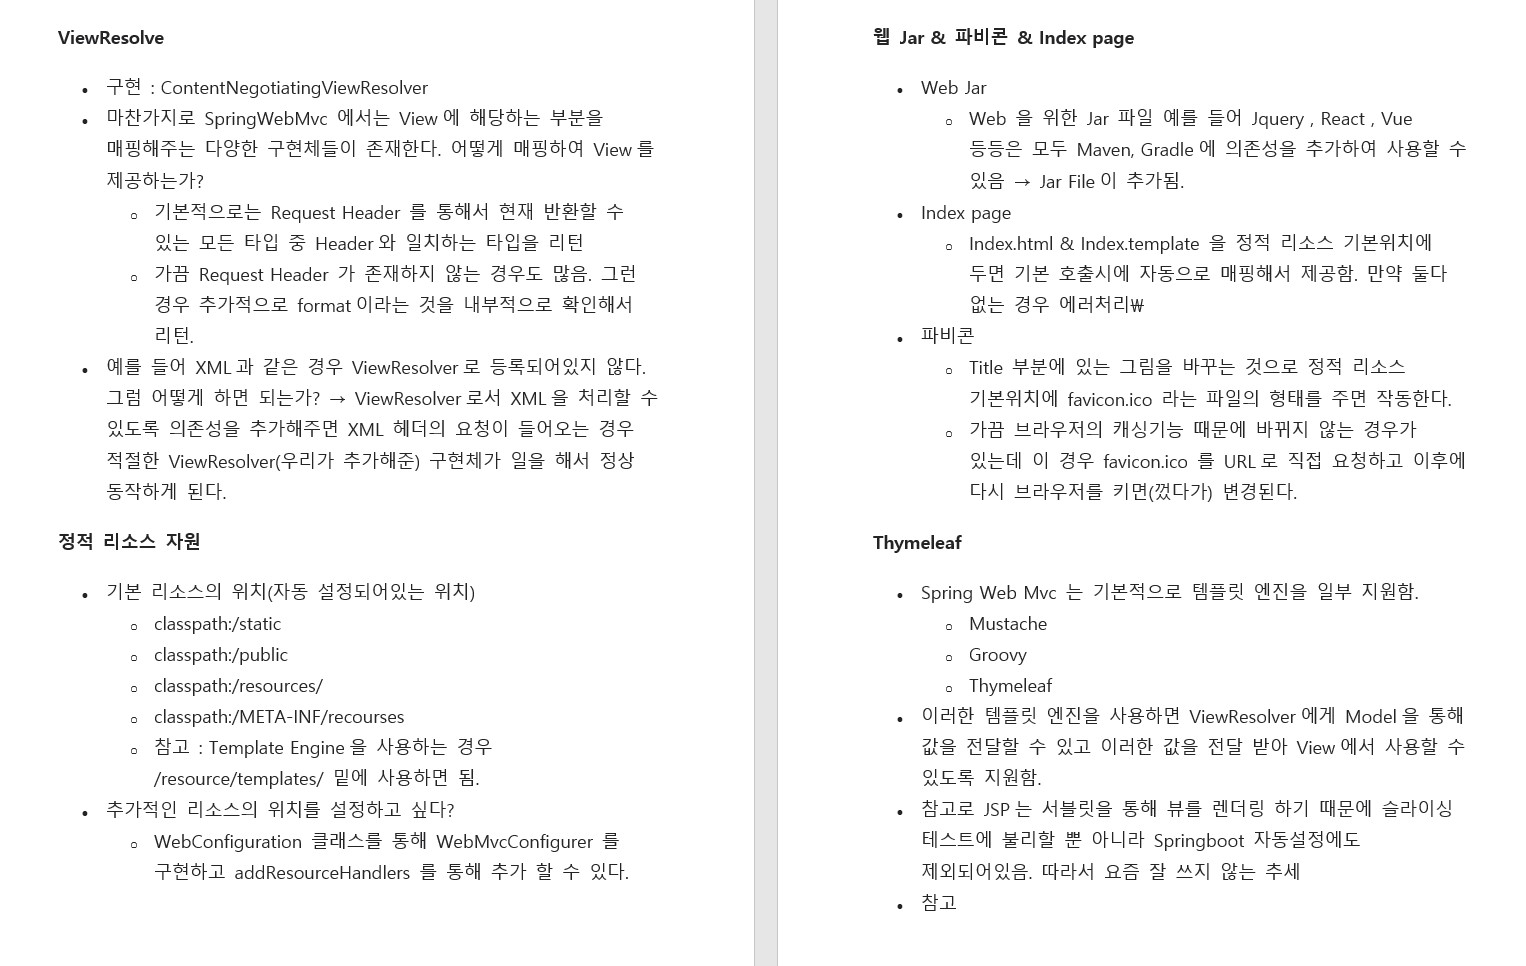 ViewResolve
• 구현 : ContentNegotiatingViewResolver
• 마찬가지로 SpringWebMvc 에서는 View 에 해당하는 부분을
매핑해주는 다양한 구현체들이 존재한다. 어떻게 매핑하여 View 를
제공하는가?
o 기본적으로는 Request Header 를 통해서 현재 반환할 수
있는 모든 타입 중 Header 와 일치하는 타입을 리턴
o 가끔 Request Header 가 존재하지 않는 경우도 많음. 그런
경우 추가적으로 format 이라는 것을 내부적으로 확인해서
리턴.
• 예를 들어 XML 과 같은 경우 ViewResolver 로 등록되어있지 않다.
그럼 어떻게 하면 되는가? → ViewResolver 로서 XML 을 처리할 수
있도록 의존성을 추가해주면 XML 헤더의 요청이 들어오는 경우
적절한 ViewResolver(우리가 추가해준) 구현체가 일을 해서 정상
동작하게 된다.
정적 리소스 자원
• 기본 리소스의 위치(자동 설정되어있는 위치)
o classpath:/static
o classpath:/public
o classpath:/resources/
o classpath:/META-INF/recourses
o 참고 : Template Engine 을 사용하는 경우
/resource/templates/ 밑에 사용하면 됨.
• 추가적인 리소스의 위치를 설정하고 싶다?
o WebConfiguration 클래스를 통해 WebMvcConfigurer 를
구현하고 addResourceHandlers 를 통해 추가 할 수 있다.
웹 Jar & 파비콘 & Index page
• Web Jar
o Web 을 위한 Jar 파일 예를 들어 Jquery , React , Vue
등등은 모두 Maven, Gradle 에 의존성을 추가하여 사용할 수
있음 → Jar File 이 추가됨.
• Index page
o Index.html & Index.template 을 정적 리소스 기본위치에
두면 기본 호출시에 자동으로 매핑해서 제공함. 만약 둘다
없는 경우 에러처리₩
• 파비콘
o Title 부분에 있는 그림을 바꾸는 것으로 정적 리소스
기본위치에 favicon.ico 라는 파일의 형태를 주면 작동한다.
o 가끔 브라우저의 캐싱기능 때문에 바뀌지 않는 경우가
있는데 이 경우 favicon.ico 를 URL 로 직접 요청하고 이후에
다시 브라우저를 키면(껐다가) 변경된다.
Thymeleaf
• Spring Web Mvc 는 기본적으로 템플릿 엔진을 일부 지원함.
o Mustache
o Groovy
o Thymeleaf
• 이러한 템플릿 엔진을 사용하면 ViewResolver 에게 Model 을 통해
값을 전달할 수 있고 이러한 값을 전달 받아 View 에서 사용할 수
있도록 지원함.
• 참고로 JSP 는 서블릿을 통해 뷰를 렌더링 하기 때문에 슬라이싱
테스트에 불리할 뿐 아니라 Springboot 자동설정에도
제외되어있음. 따라서 요즘 잘 쓰지 않는 추세
• 참고